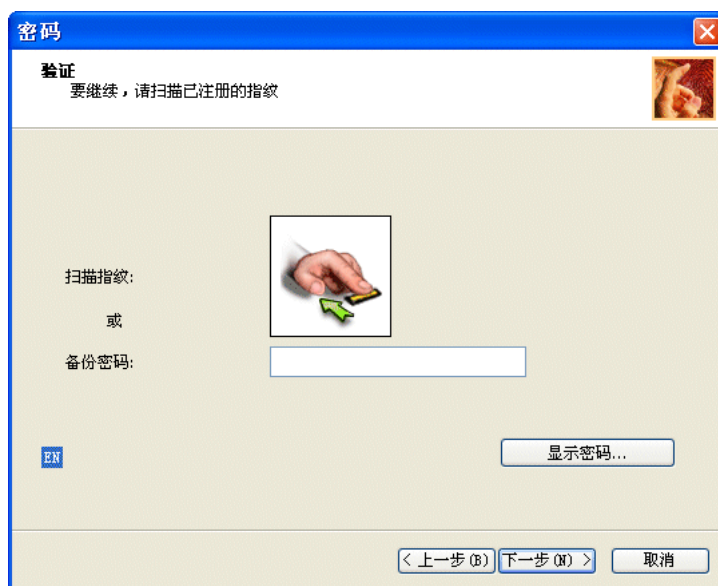 密码
验证
要继续，请扫描已注册的指纹
扫描指纹:
或
备份密码:
EN
显示密码...
< 上一步(B)
下一步(N) >
取消